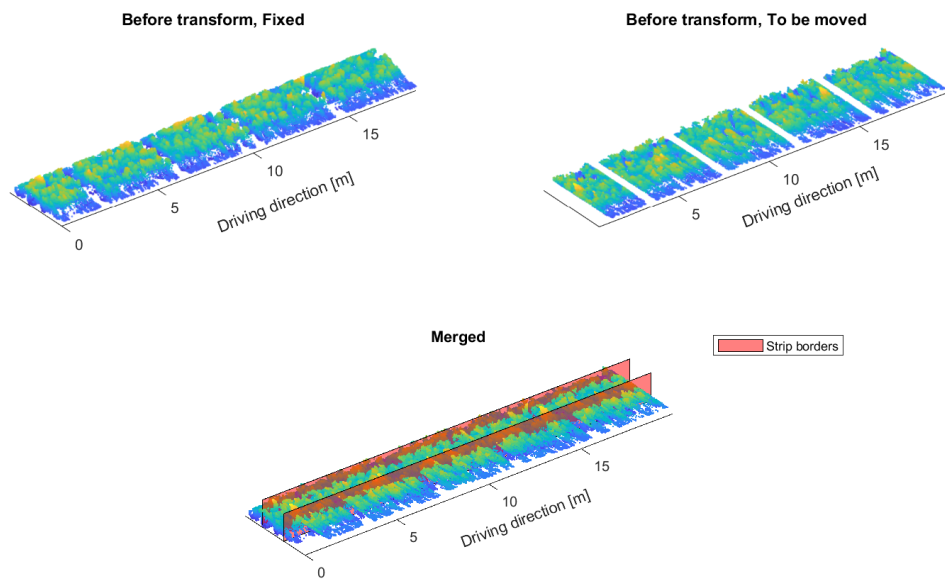 Before transform, Fixed
Before transform, To be moved
0
5
10
15
Driving direction [m]
5
10
15
Driving direction [m]
Merged
Strip borders
0
5
10
15
Driving direction [m]